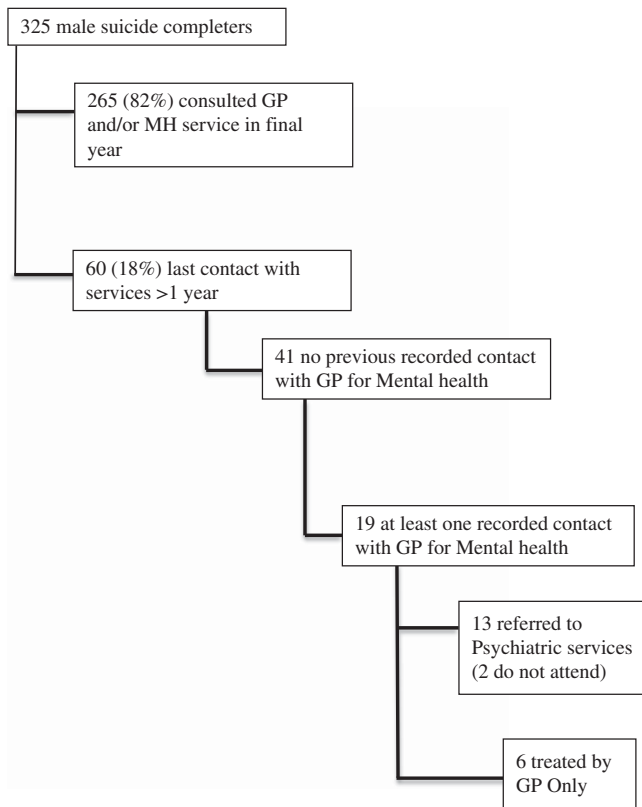 325 male suicide completers
265 (82%) consulted GP
and/or MH service in final
year
60 (18%) last contact with
services >1 year
41 no previous recorded contact
with GP for Mental health
19 at least one recorded contact
with GP for Mental health
13 referred to
Psychiatric services
(2 do not attend)
6 treated by
GP Only